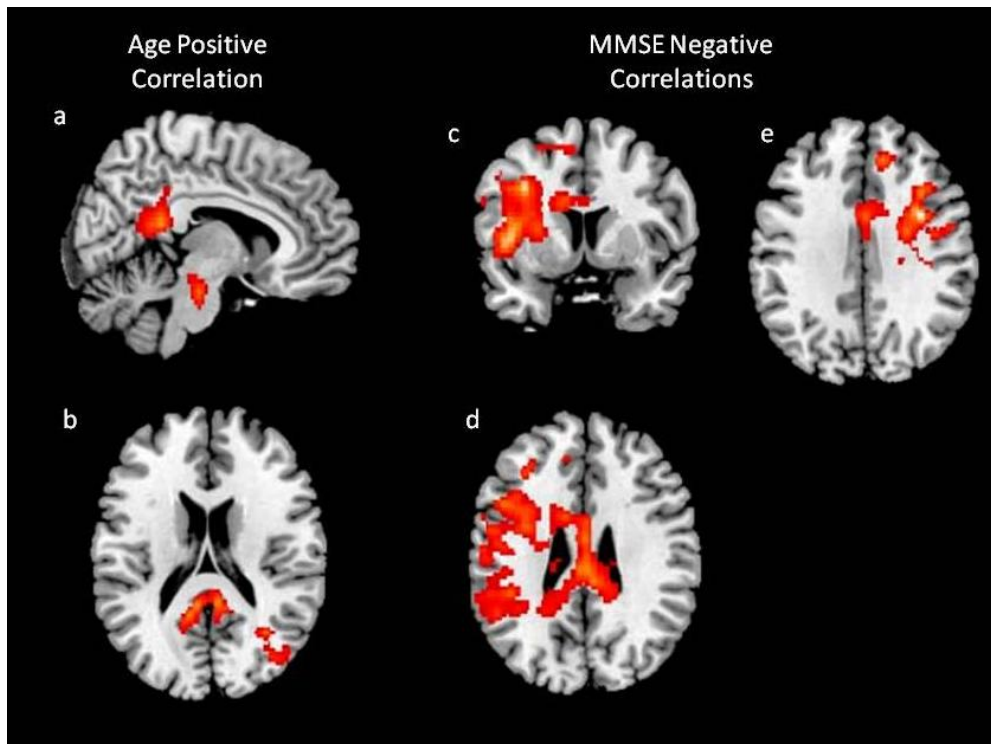 Age Positive
Correlation
MMSE Negative
Correlations
a
c
e
b
d